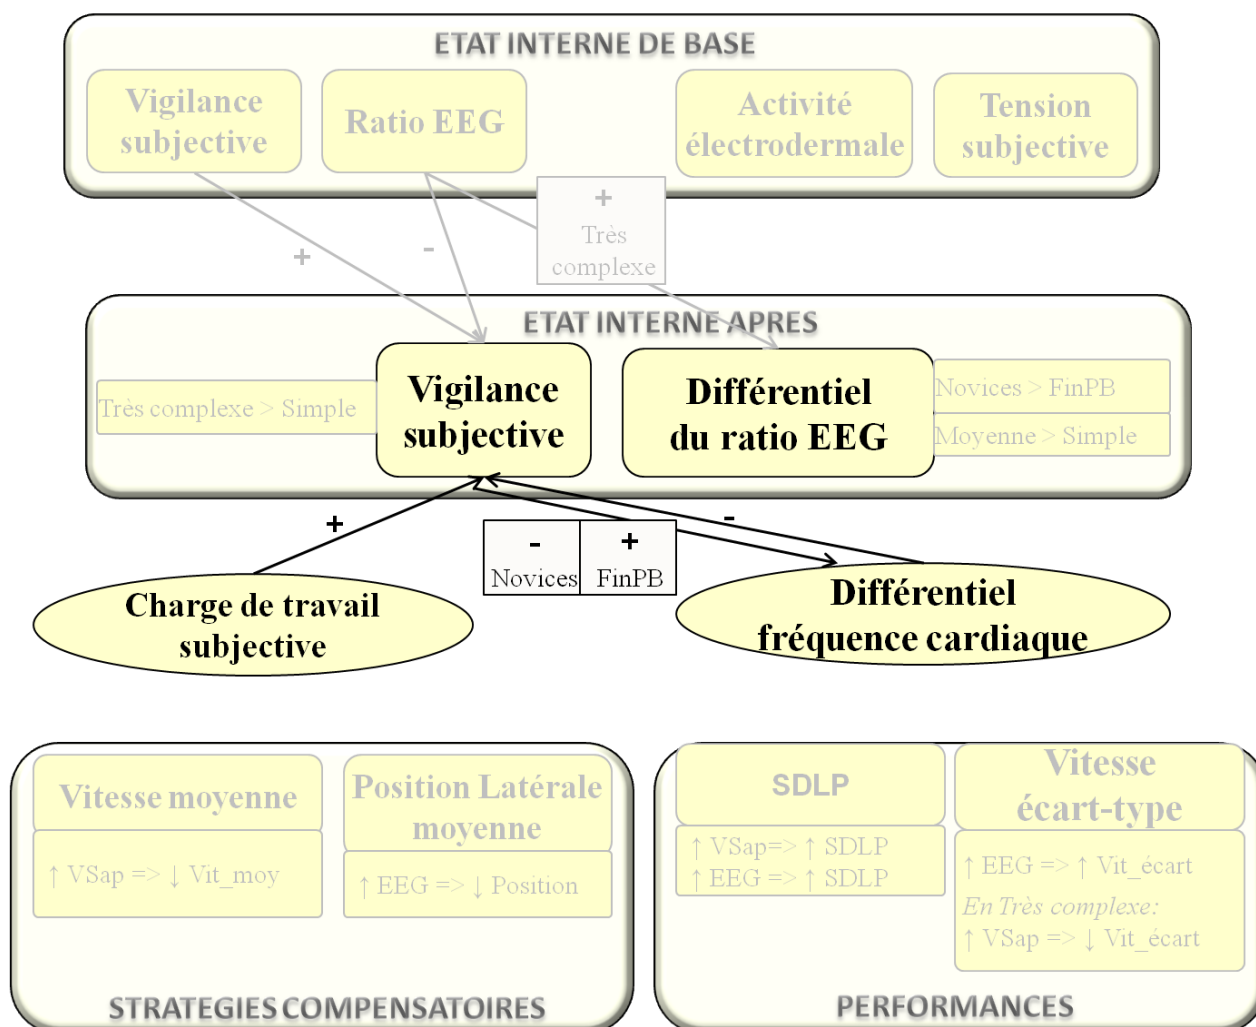 ETAT INTERNE DE BASE
Vigilance
subjective
Ratio EEG
Activité
électrodermale
Tension
subjective
+
Très
complexe
+
-
ETAT INTERNE APRES
Très complexe > Simple
Vigilance
subjective
Différentiel
du ratio EEG
Novices > FinPB
Moyenne > Simple
+
-
-
Novices
+
FinPB
Charge de travail
subjective
Différentiel
fréquence cardiaque
Vitesse moyenne
↑ VSap => ↓ Vit_moy
Position Latérale
moyenne
↑ EEG => ↓ Position
STRATEGIES COMPENSATOIRES
SDLP
↑ VSap=> ↑ SDLP
↑ EEG => ↑ SDLP
Vitesse
écart-type
↑ EEG => ↑ Vit_écart
En Très complexe:
↑ VSap => ↓ Vit_écart
PERFORMANCES